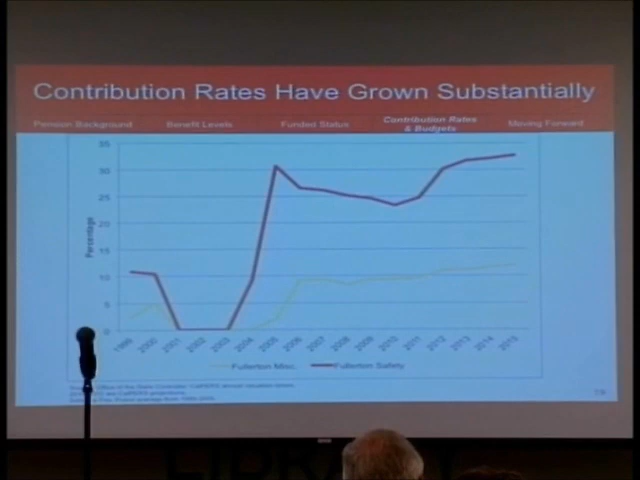 Contribution Rates Have Grown Substantially
Pension Background
Benefit Levels
Funded Status
Contribution Rates
& Budgets
Moving Forward
Percentage
35
30
25
20
15
10
5
0
1999 2000 2001 2002 2003 2004 2005 2006 2007 2008 2009 2010 2011 2012 2013 2014 2015
Fullerton Misc.
Fullerton Safety
LIBRARY